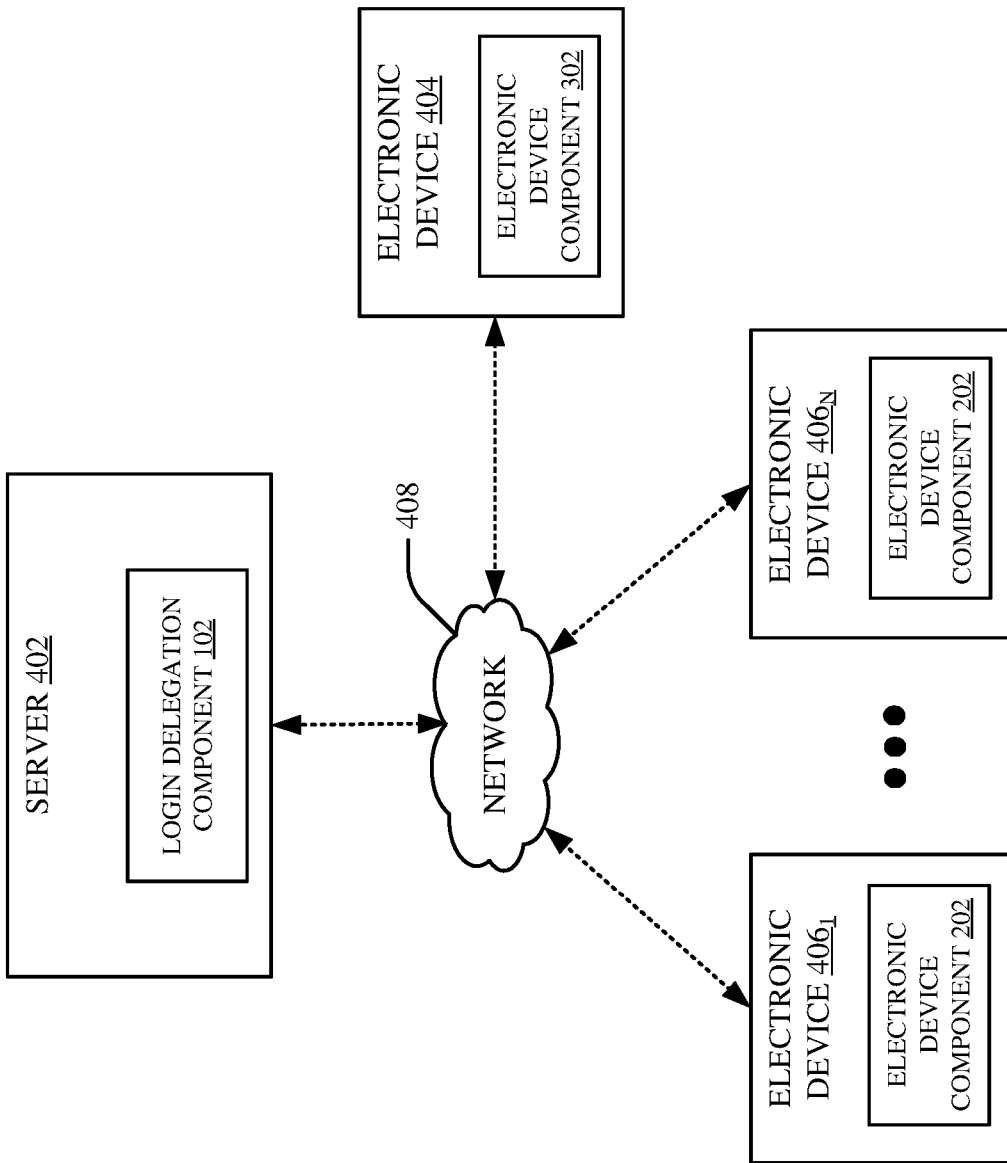 SERVER 402
LOGIN DELEGATION
COMPONENT 102
408
NETWORK
ELECTRONIC
DEVICE 404
ELECTRONIC
DEVICE
COMPONENT 302
ELECTRONIC
DEVICE 406₁
ELECTRONIC
DEVICE
COMPONENT 202
ELECTRONIC
DEVICE 406_N
ELECTRONIC
DEVICE
COMPONENT 202